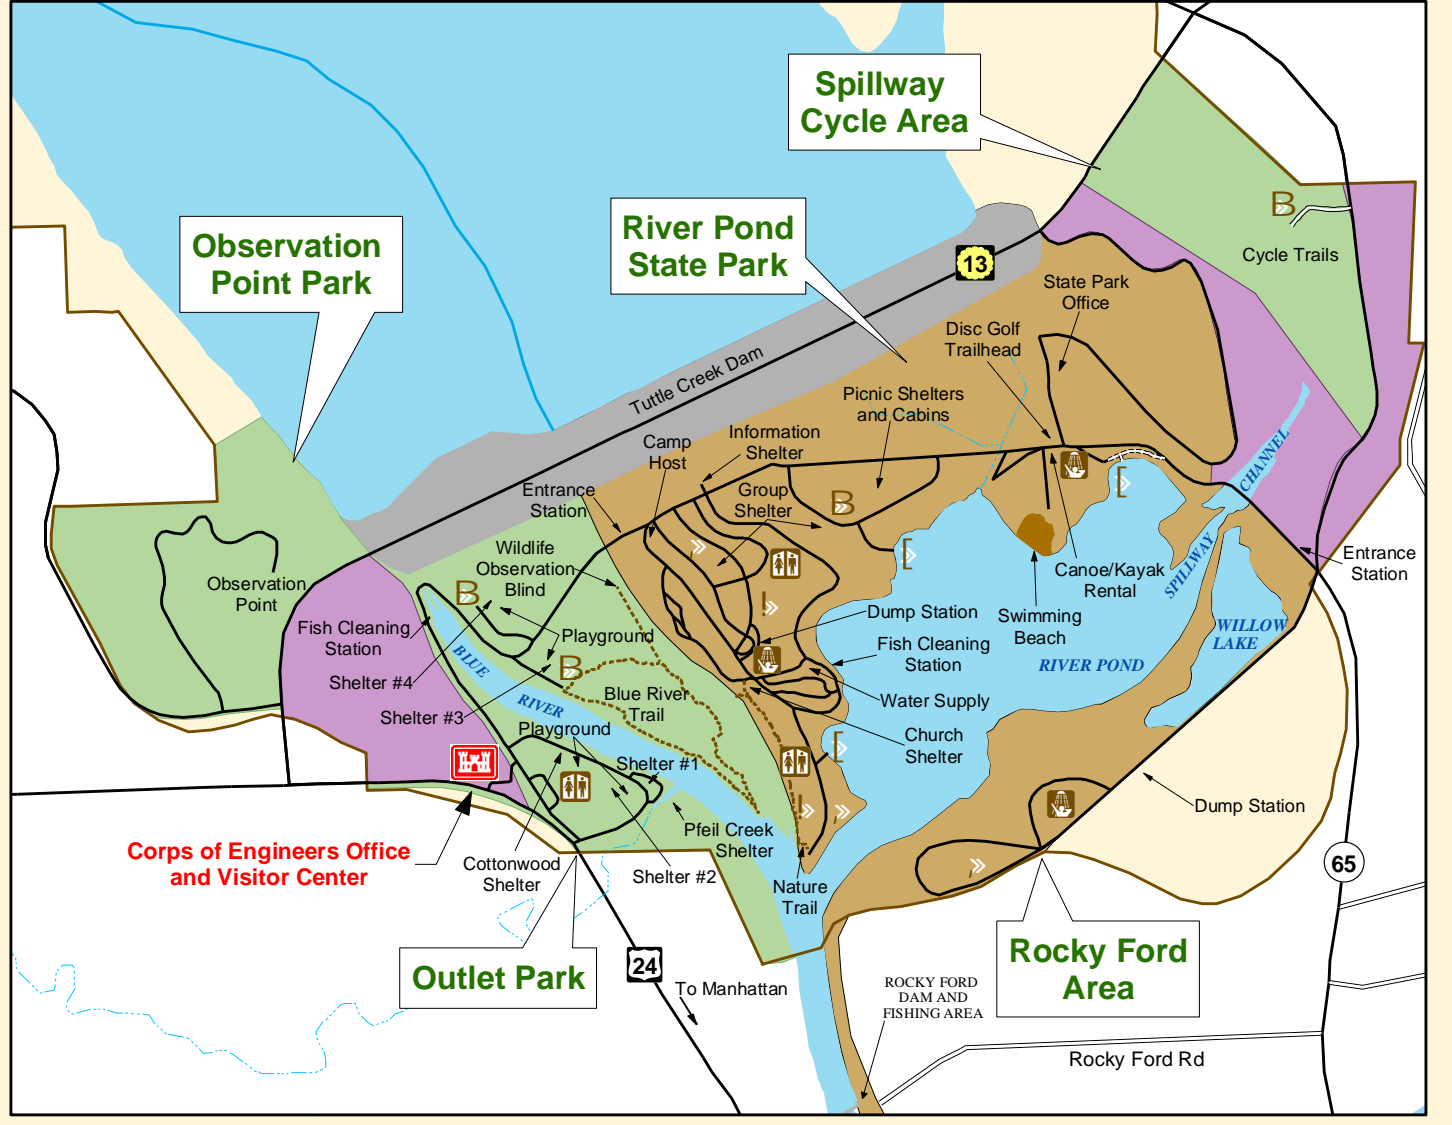 Spillway
Cycle Area
Observation
Point Park
River Pond
State Park
13
B
Cycle Trails
State Park
Office
Disc Golf
Trailhead
Tuttle Creek Dam
Picnic Shelters
and Cabins
Information
Shelter
Camp
Host
Group
Shelter
Entrance
Station
B
[
[
CHANNEL
SPILLWAY
Wildlife
Observation
Blind
Observation
Point
B
Canoe/Kayak
Rental
Entrance
Station
Swimming
Beach
Dump Station
WILLOW
LAKE
Fish Cleaning
Station
Playground
Fish Cleaning
Station
BLUE
RIVER
RIVER POND
Shelter #4
B
Blue River
Trail
Water Supply
Shelter #3
Playground
Church
Shelter
[
Shelter #1
Dump Station
Pfeil Creek
Shelter
Corps of Engineers Office
and Visitor Center
Cottonwood
Shelter
Shelter #2
Nature
Trail
65
Rocky Ford
Area
Outlet Park
24
To Manhattan
ROCKY FORD
DAM AND
FISHING AREA
Rocky Ford Rd